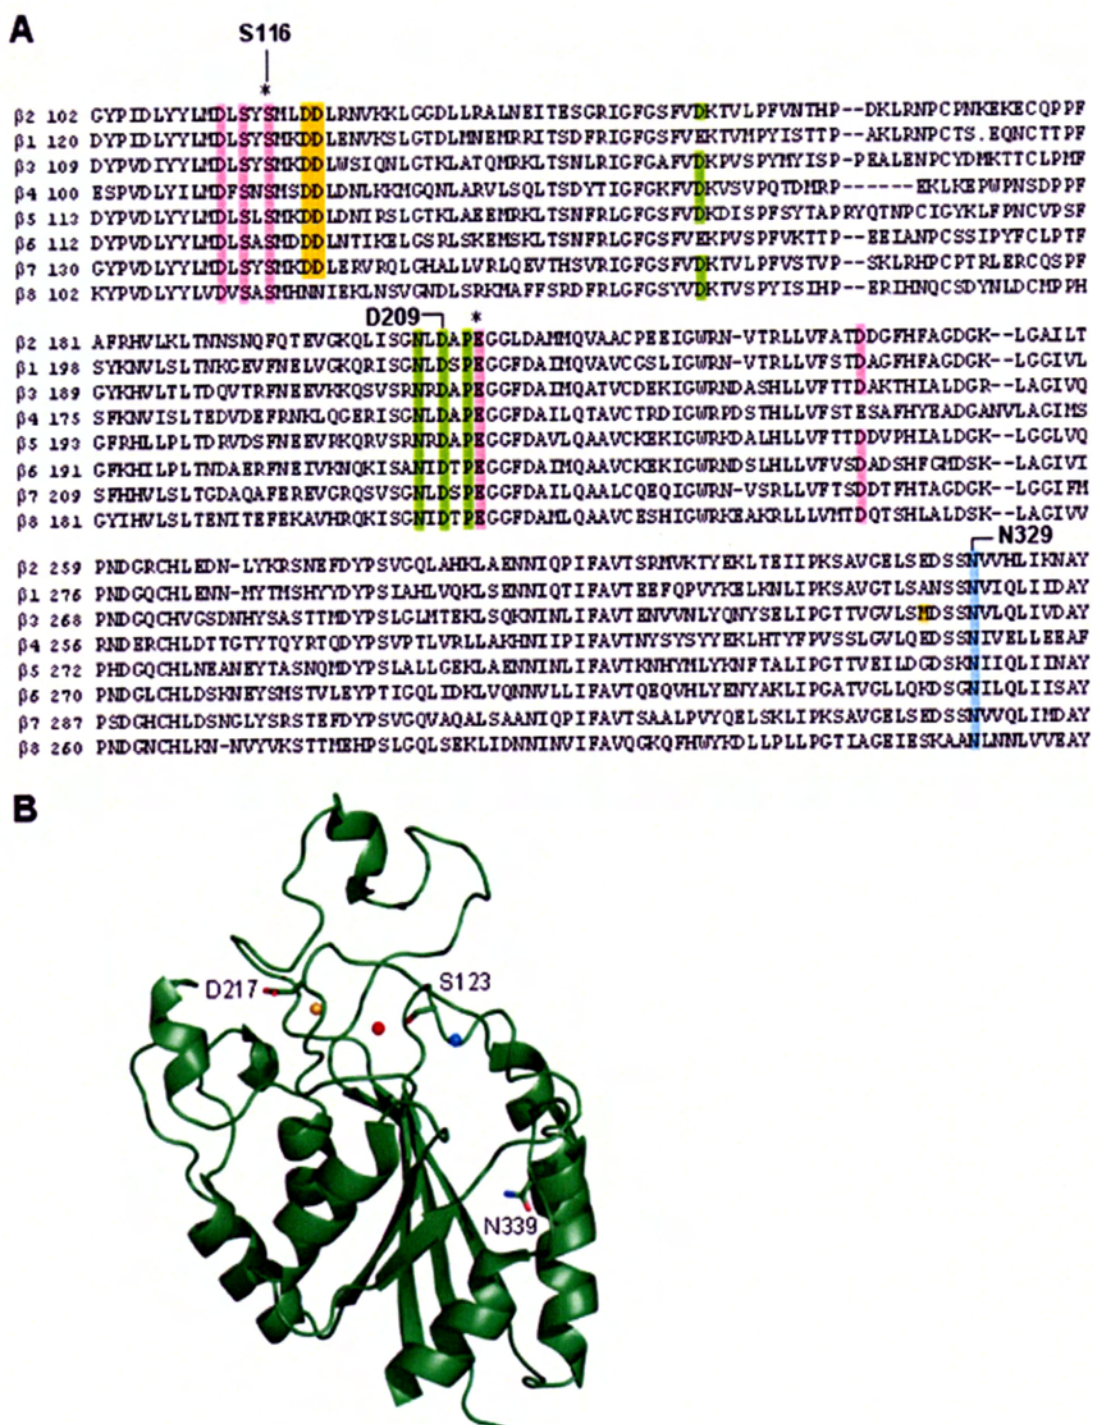 A
S116
*
β2 102 GYPIDLYYLMDLSYSMLDDLRNVKKLGGDLLRALNEITESGRIGFGSFVDKTVLPFVNTHP--DKLRNPCPNKEKECQPPF
β1 120 DYPIDLYYLMDLSYSMKDDLENVKSLGTDLMNEMRRITSDFRIGFGSFVEKTVMPYISTTP--AKLRNPCTS.EQNCTTPF
β3 109 DYPVDIYYLMDLSYSMKDDLWSIQNLGTKLATQMRKLTSNLRIGFGAFVDKPVSPYMYISP-PEALENPCYDMKTTCLPMF
β4 100 ESPVDLYILMDFSNSMSDDLDNLKKMGQNLARVLSQLTSDYTIGFGKFVDKVSVPQTDMRP------EKLKEPWPNSDPPF
β5 113 DYPVDLYYLMDLSLSMKDDLDNIRSLGTKLAEEMRKLTSNFRLGFGSFVDKDISPFSYTAPRYQTNPCIGYKLFPNCVPSF
β6 112 DYPVDLYYLMDLSASMDDDLNTIKELGSRLSKEMSKLTSNFRLGFGSFVEKPVSPFVKTTP--EEIANPCSSIPYFCLPTF
β7 130 GYPVDLYYLMDLSYSMKDDLERVRQLGHALLVRLQEVTHSVRIGFGSFVDKTVLPFVSTVP--SKLRHPCPTRLERCQSPF
β8 102 KYPVDLYYLVDVSASMHNNIEKLNSVGNDLSRKMAFFSRDFRLGFGSYVDKTVSPYISIHP--ERIHNQCSDYNLDCMPPH
D209
*
β2 181 AFRHVLKLTNNSNQFQTEVGKQLISGNLDAPEGGLDAMMQVAACPEEIGWRN-VTRLLVFATDDGFHFAGDGK--LGAILT
β1 198 SYKNVLSLTNKGEVFNELVGKQRISGNLDSPEGGFDAIMQVAVCGSLIGWRN-VTRLLVFSTDAGFHFAGDGK--LGGIVL
β3 189 GYKHVLTLTDQVTRFNEEVKKQSVSRNRDAPEGGFDAIMQATVCDEKIGWRNDASHLLVFTTDAKTHIALDGR--LAGIVQ
β4 175 SFKNVISLTEDVDEFRNKLQGERISGNLDAPEGGFDAILQTAVCTRDIGWRPDSTHLLVFSTESAFHYEADGANVLAGIMS
β5 193 GFRHLLPLTDRVDSFNEEVRKQRVSRNRDAPEGGFDAVLQAAVCKEKIGWRKDALHLLVFTTDDVPHIALDGK--LGGLVQ
β6 191 GFKHILPLTNDAERFNEIVKNQKISANIDTPEGGFDAIMQAAVCKEKIGWRNDSLHLLVFVSDADSHFGMDSK--LAGIVI
β7 209 SFHHVLSLTGDAQAFEREVGRQSVSGNLDSPEGGFDAILQAALCQEQIGWRN-VSRLLVFTSDDTFHTAGDGK--LGGIFM
β8 181 GYIHVLSLTENITEFEKAVHRQKISGNIDTPEGGFDAMLQAAVCESHIGWRKEAKRLLLVMTDQTSHLALDSK--LAGIVV
N329
β2 259 PNDGRCHLEDN-LYKRSNEFDYPSVGQLAHKLAENNIQPIFAVTSRMVKTYEKLTEIIPKSAVGELSEDSSNVVHLIKNAY
β1 276 PNDGQCHLENN-MYTMSHYYDYPSIAHLVQKLSENNIQTIFAVTEEFQPVYKELKNLIPKSAVGTLSANSSNVIQLIIDAY
β3 268 PNDGQCHVGSDNHYSASTTMDYPSLGLMTEKLSQKNINLIFAVTENVVNLYQNYSELIPGTTVGVLSMDSSNVLQLIVDAY
β4 256 RNDERCHLDTTGTYTQYRTQDYPSVPTLVRLLAKHNIIPIFAVTNYSYSYYEKLHTYFPVSSLGVLQEDSSNIVELLEEAF
β5 272 PHDGQCHLNEANEYTASNQMDYPSLALLGEKLAENNINLIFAVTKNHYMLYKNFTALIPGTTVEILDGDSKNIIQLIINAY
β6 270 PNDGLCHLDSKNEYSMSTVLEYPTIGQLIDKLVQNNVLLIFAVTQEQVHLYENYAKLIPGATVGLLQKDSGNILQLIISAY
β7 287 PSDGHCHLDSNGLYSRSTEFDYPSVGQVAQALSAANIQPIFAVTSAALPVYQELSKLIPKSAVGELSEDSSNVVQLIMDAY
β8 260 PNDGNCHLKN-NVYVKSTTMEHPSLGQLSEKLIDNNINVIFAVQGKQFHWYKDLLPLLPGTIAGEIESKAANLNNLVVEAY
B
D217
S123
N339